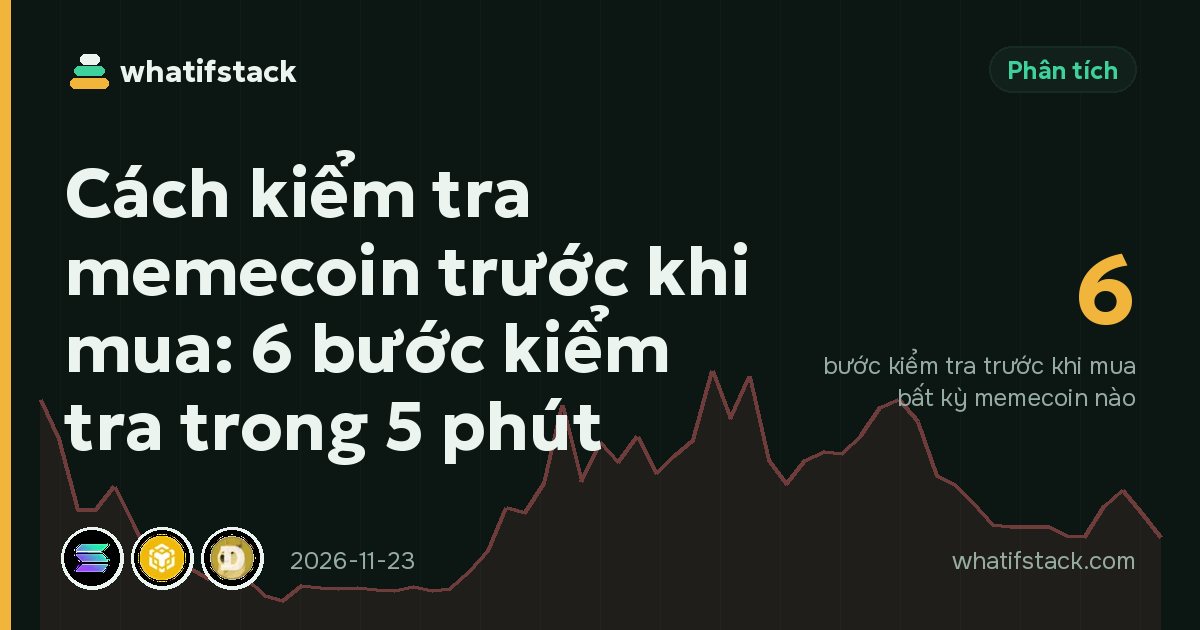 whatifstack
Phân tích
Cách kiểm tra
memecoin trước khi
mua: 6 bước kiểm
tra trong 5 phút
6
bước kiểm tra trước khi mua
bất kỳ memecoin nào
2026-11-23
whatifstack.com